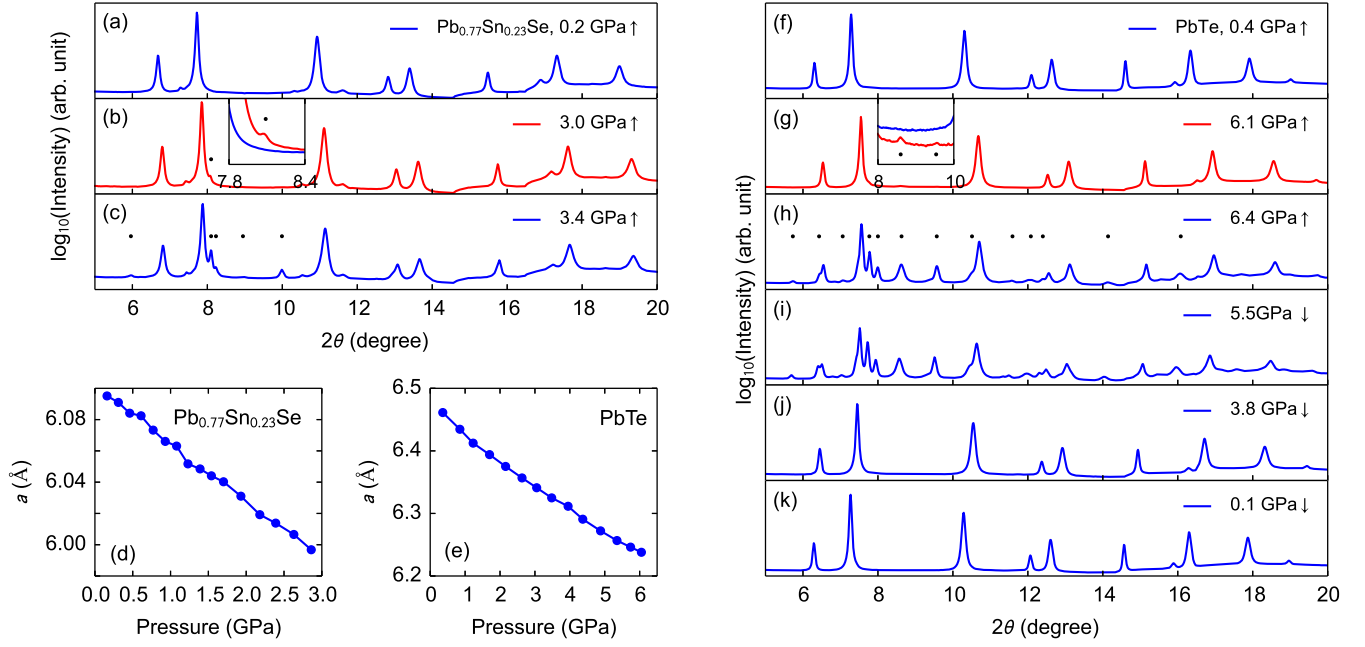 (a)
Pb0.77Sn0.23Se, 0.2 GPa↑
(b)
3.0 GPa↑
7.8 8.4
(c)
3.4 GPa↑
log10(Intensity) (arb. unit)
6 8 10 12 14 16 18 20
2θ (degree)
6.08
6.04
6.00
a (Å)
Pb0.77Sn0.23Se
(d)
0.0 0.5 1.0 1.5 2.0 2.5 3.0
Pressure (GPa)
6.5
6.4
6.3
6.2
a (Å)
PbTe
(e)
0 1 2 3 4 5 6
Pressure (GPa)
(f)
PbTe, 0.4 GPa↑
(g)
6.1 GPa↑
8 10
(h)
6.4 GPa↑
(i)
5.5GPa ↓
(j)
3.8 GPa↓
(k)
0.1 GPa↓
log10(Intensity) (arb. unit)
6 8 10 12 14 16 18 20
2θ (degree)